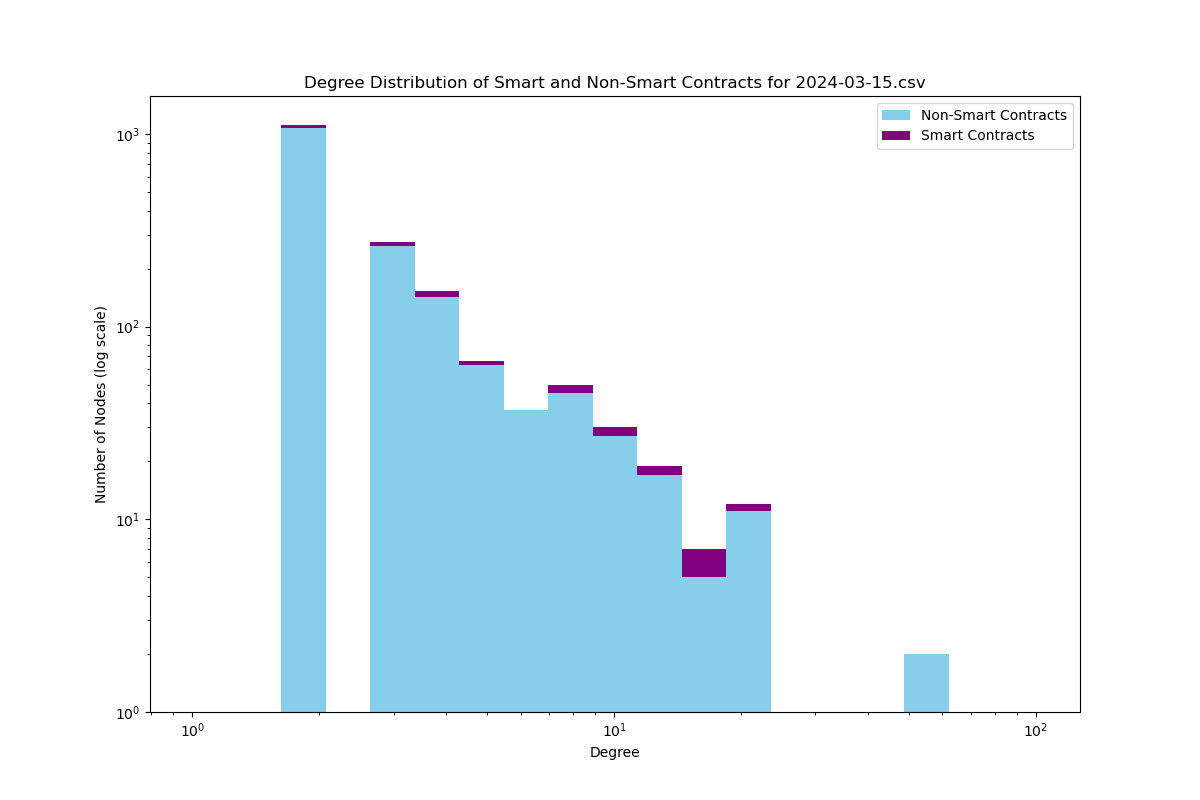 Degree Distribution of Smart and Non-Smart Contracts for 2024-03-15.csv
Non-Smart Contracts
Smart Contracts
Number of Nodes (log scale)
10³
10²
10¹
10⁰
10⁰ 10¹ 10²
Degree